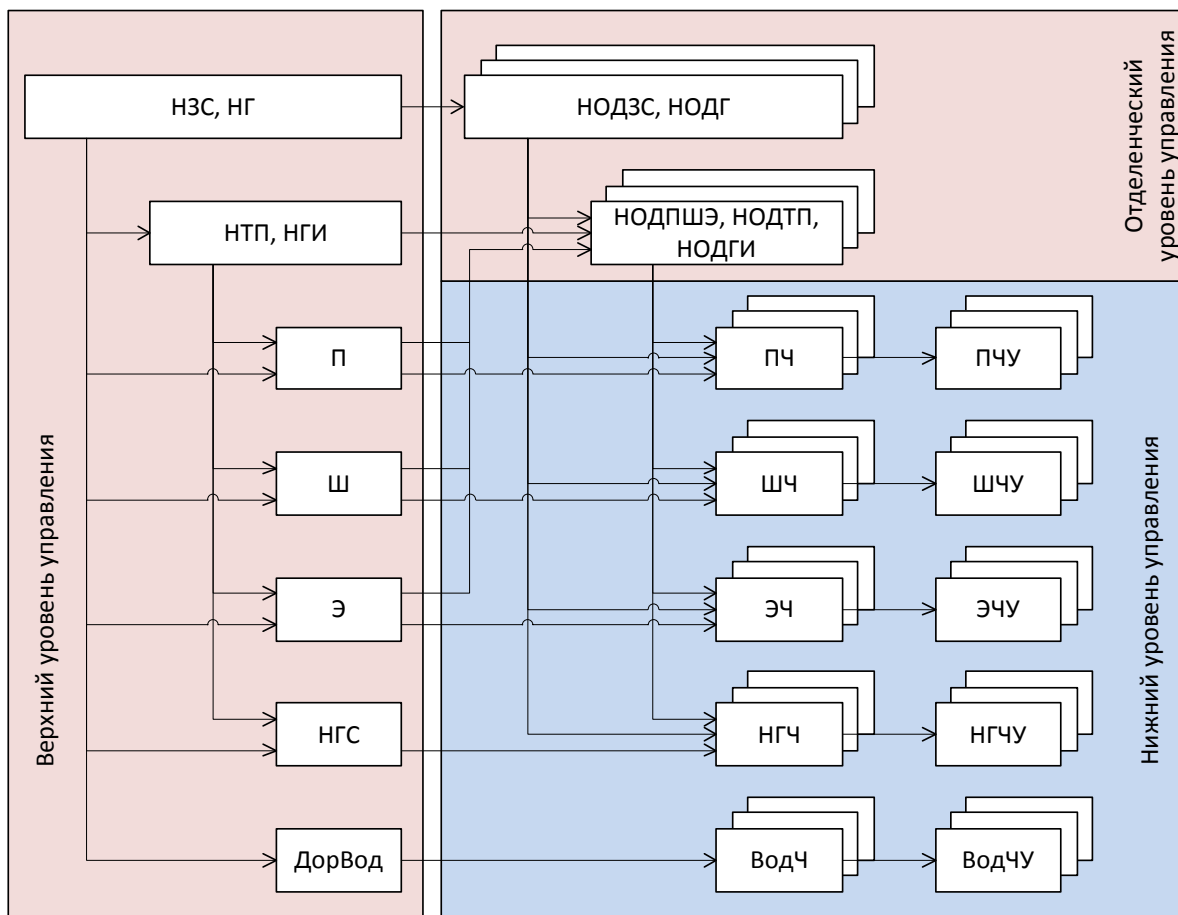 НЗС, НГ
НОДЗС, НОДГ
Отделенческий
уровень управления
НТП, НГИ
НОДПШЭ, НОДТП,
НОДГИ
П
ПЧ
ПЧУ
Верхний уровень управления
Ш
ШЧ
ШЧУ
Нижний уровень управления
Э
ЭЧ
ЭЧУ
НГС
НГЧ
НГЧУ
ДорВод
ВодЧ
ВодЧУ